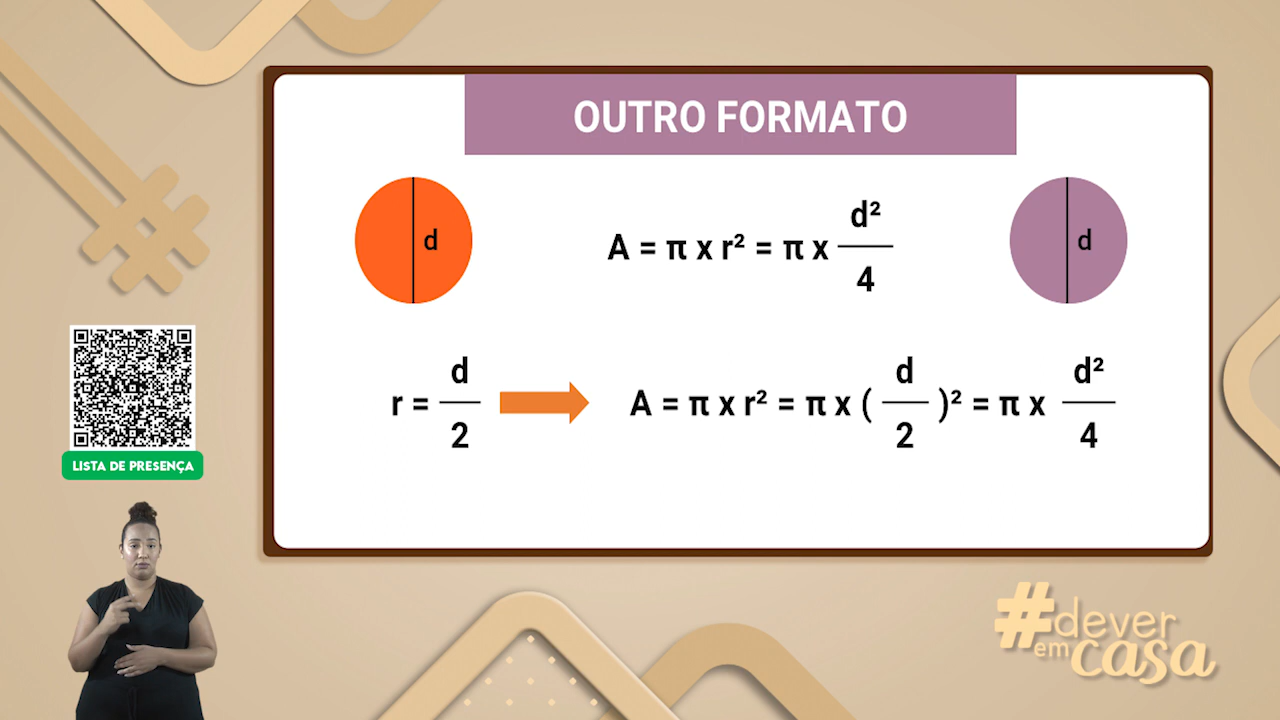 OUTRO FORMATO
d
A = π x r² = π x d²/4
d
r = d/2
A = π x r² = π x ( d/2 )² = π x d²/4
LISTA DE PRESENÇA
#dever
em casa